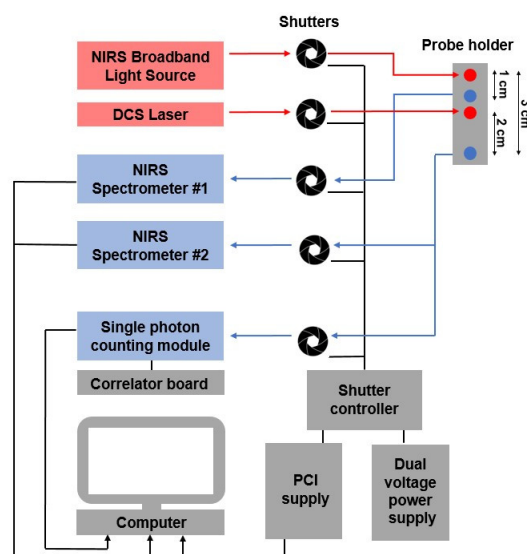 Shutters
Probe holder
NIRS Broadband
Light Source
DCS Laser
NIRS
Spectrometer #1
NIRS
Spectrometer #2
Single photon
counting module
Correlator board
Computer
Shutter
controller
PCI
supply
Dual
voltage
power
supply
1 cm
2 cm
3 cm